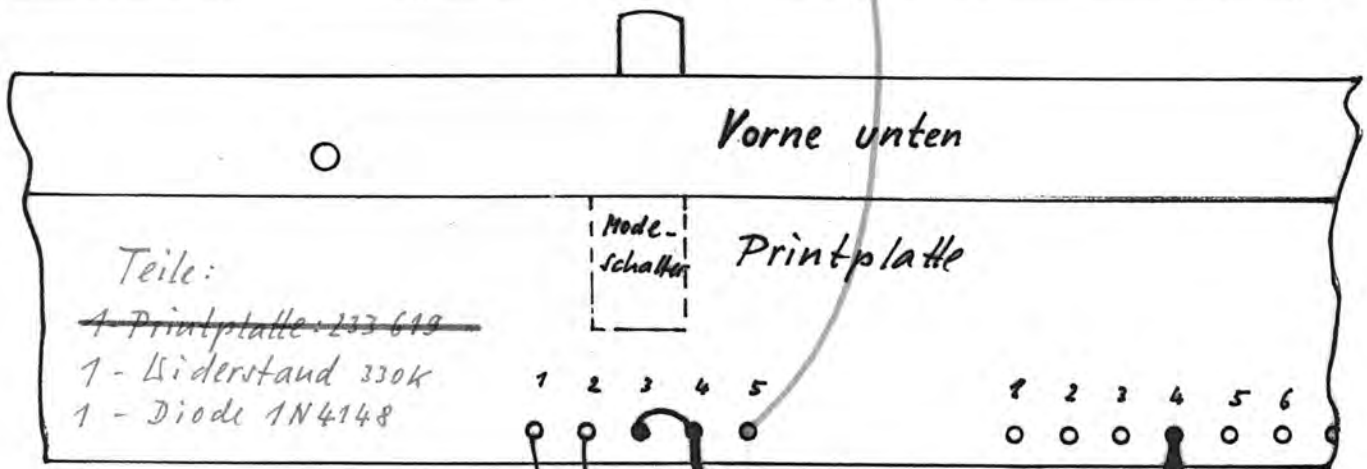 Vorne unten
Mode-
schalter
Printplatte
Teile:
1 - Printplatte: 233 619
1 - Widerstand 330K
1 - Diode 1N4148
1 2 3 4 5
1 2 3 4 5 6